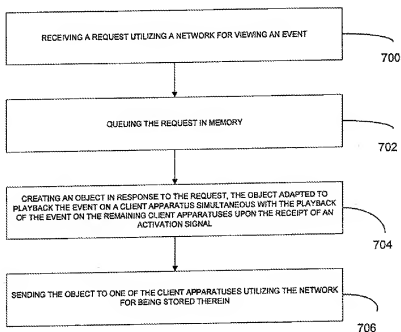 RECEIVING A REQUEST UTILIZING A NETWORK FOR VIEWING AN EVENT
700
QUEUING THE REQUEST IN MEMORY
702
CREATING AN OBJECT IN RESPONSE TO THE REQUEST, THE OBJECT ADAPTED TO
PLAYBACK THE EVENT ON A CLIENT APPARATUS SIMULTANEOUS WITH THE PLAYBACK
OF THE EVENT ON THE REMAINING CLIENT APPARATUSES UPON THE RECEIPT OF AN
ACTIVATION SIGNAL
704
SENDING THE OBJECT TO ONE OF THE CLIENT APPARATUSES UTILIZING THE NETWORK
FOR BEING STORED THEREIN
706